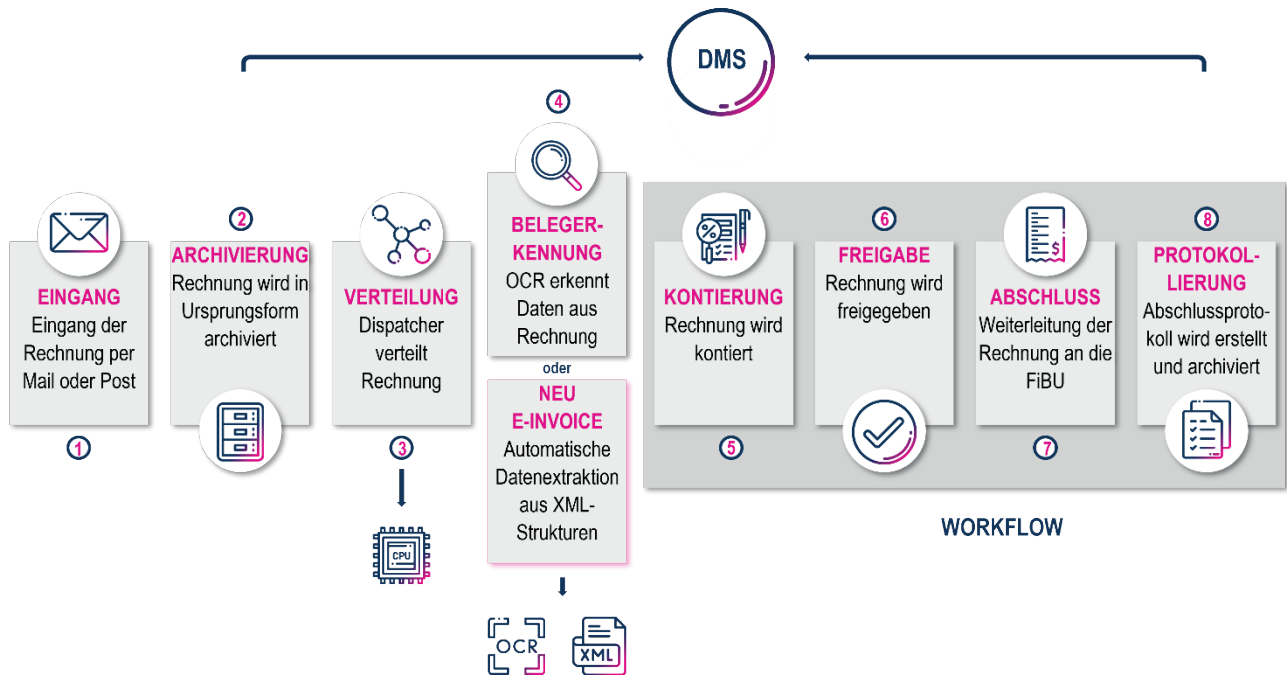 DMS
1
EINGANG
Eingang der
Rechnung per
Mail oder Post
2
ARCHIVIERUNG
Rechnung wird in
Ursprungsform
archiviert
3
VERTEILUNG
Dispatcher
verteilt
Rechnung
CPU
4
BELEGER-
KENNUNG
OCR erkennt
Daten aus
Rechnung
oder
NEU
E-INVOICE
Automatische
Datenextraktion
aus XML-
Strukturen
OCR
XML
5
KONTIERUNG
Rechnung wird
kontiert
6
FREIGABE
Rechnung wird
freigegeben
7
ABSCHLUSS
Weiterleitung der
Rechnung an die
FiBU
8
PROTOKOL-
LIERUNG
Abschlussproto-
koll wird erstellt
und archiviert
WORKFLOW